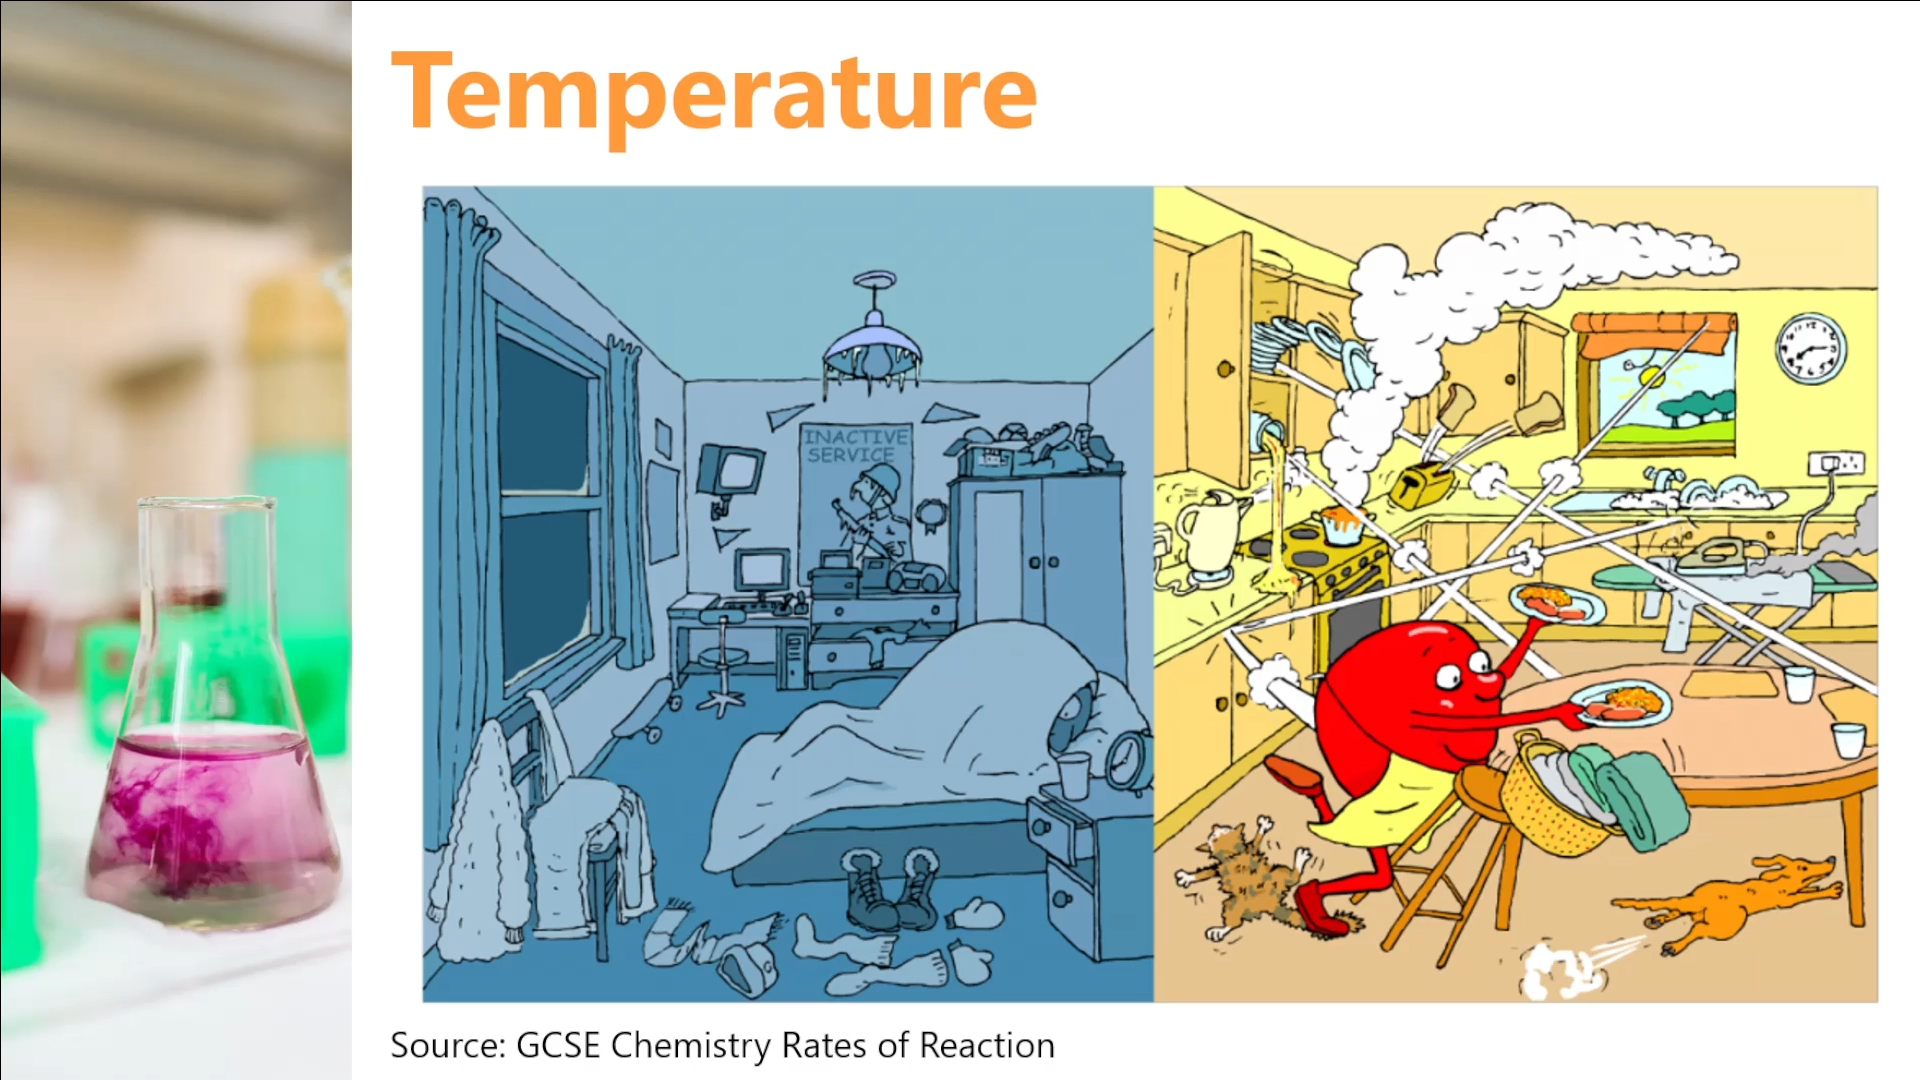 Temperature
INACTIVE
SERVICE
Source: GCSE Chemistry Rates of Reaction